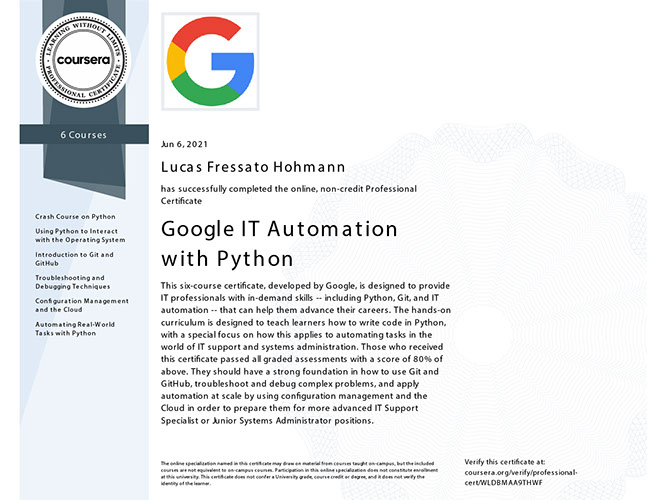 LEARNING WITHOUT LIMITS
coursera
PROFESSIONAL CERTIFICATE
6 Courses
Crash Course on Python
Using Python to Interact
with the Operating System
Introduction to Git and
GitHub
Troubleshooting and
Debugging Techniques
Configuration Management
and the Cloud
Automating Real-World
Tasks with Python
G
Jun 6, 2021
Lucas Fressato Hohmann
has successfully completed the online, non-credit Professional
Certificate
Google IT Automation
with Python
This six-course certificate, developed by Google, is designed to provide
IT professionals with in-demand skills -- including Python, Git, and IT
automation -- that can help them advance their careers. The hands-on
curriculum is designed to teach learners how to write code in Python,
with a special focus on how this applies to automating tasks in the
world of IT support and systems administration. Those who received
this certificate passed all graded assessments with a score of 80% of
above. They should have a strong foundation in how to use Git and
GitHub, troubleshoot and debug complex problems, and apply
automation at scale by using configuration management and the
Cloud in order to prepare them for more advanced IT Support
Specialist or Junior Systems Administrator positions.
The online specialization named in this certificate may draw on material from courses taught on-campus, but the included
courses are not equivalent to on-campus courses. Participation in this online specialization does not constitute enrollment
at this university. This certificate does not confer a University grade, course credit or degree, and it does not verify the
identity of the learner.
Verify this certificate at:
coursera.org/verify/professional-
cert/WLDBMAA9THWF